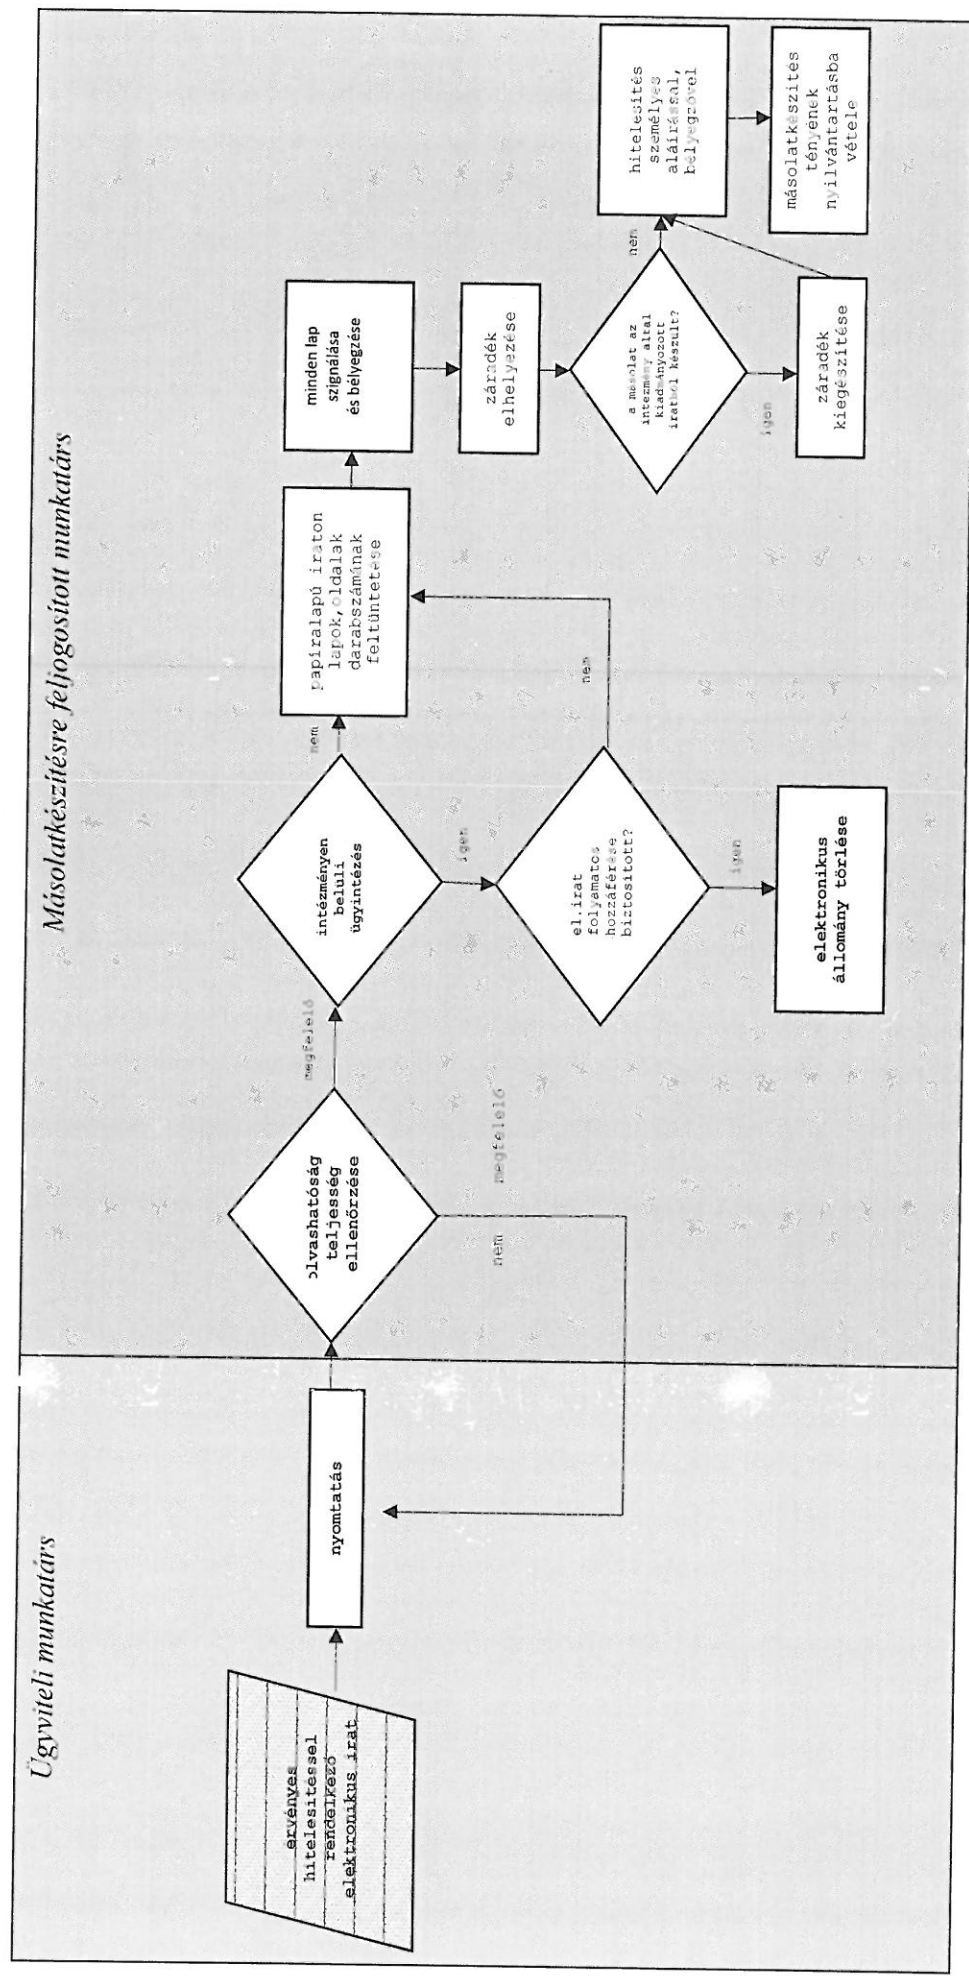 Ügyviteli munkatárs
Másolatkészítésre feljogosított munkatárs
érvényes
hitelesítéssel
rendelkező
elektronikus irat
nyomtatás
olvashatóság
teljesség
ellenőrzése
megfelelő
nem
megfelelő
intézményen
belüli
ügyintézés
nem
igen
el.irat
folyamatos
hozzáférése
biztosított?
nem
igen
elektronikus
állomány törlése
papíralapú iraton
lapok,oldalak
darabszámának
feltüntetése
minden lap
szignálása
és bélyegzése
záradék
elhelyezése
a másolat az
intézmény által
kiadmányozott
iratból készült?
nem
igen
záradék
kiegészítése
hitelesítés
személyes
aláírással,
bélyegzővel
másolatkészítés
tényének
nyilvántartásba
vétele